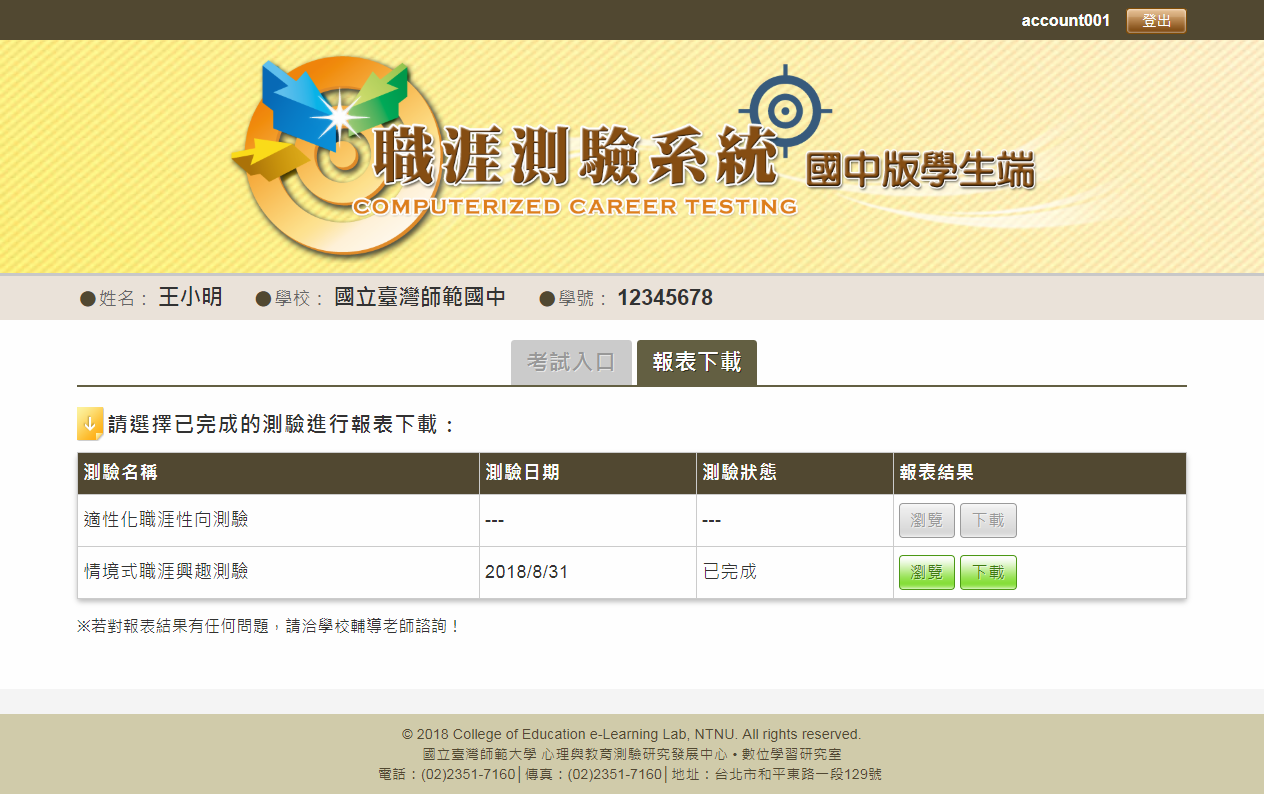 account001 登出
職涯測驗系統 國中版學生端
COMPUTERIZED CAREER TESTING
姓名： 王小明 學校： 國立臺灣師範國中 學號： 12345678
考試入口 報表下載
請選擇已完成的測驗進行報表下載：
測驗名稱 測驗日期 測驗狀態 報表結果
適性化職涯性向測驗 --- --- 瀏覽 下載
情境式職涯興趣測驗 2018/8/31 已完成 瀏覽 下載
※若對報表結果有任何問題，請洽學校輔導老師諮詢！
© 2018 College of Education e-Learning Lab, NTNU. All rights reserved.
國立臺灣師範大學 心理與教育測驗研究發展中心・數位學習研究室
電話：(02)2351-7160│傳真：(02)2351-7160│地址：台北市和平東路一段129號